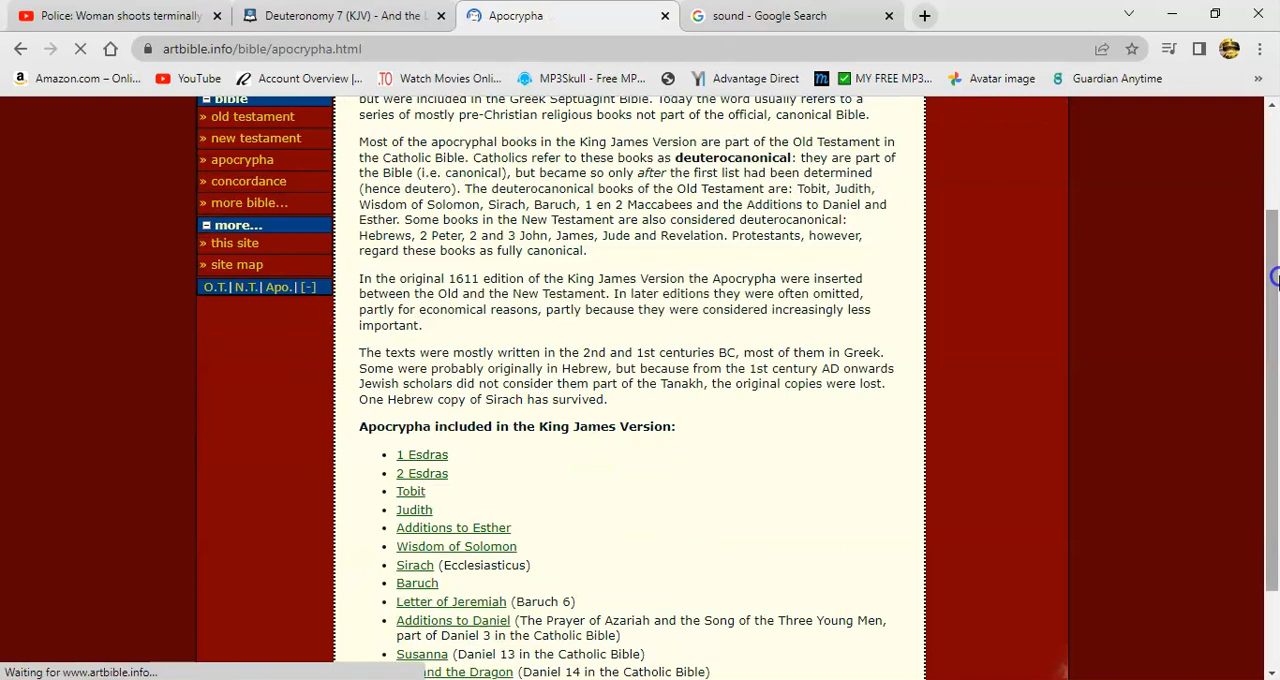 Police: Woman shoots terminally
Deuteronomy 7 (KJV) - And the L
Apocrypha
sound - Google Search
artbible.info/bible/apocrypha.html
Amazon.com – Onli...
YouTube
Account Overview |...
.TO Watch Movies Onli...
MP3Skull - Free MP...
Advantage Direct
m MY FREE MP3...
Avatar image
Guardian Anytime
»
bible
» old testament
» new testament
» apocrypha
» concordance
» more bible...
more...
» this site
» site map
O.T.| N.T.| Apo.| [-]
but were included in the Greek Septuagint Bible. Today the word usually refers to a
series of mostly pre-Christian religious books not part of the official, canonical Bible.
Most of the apocryphal books in the King James Version are part of the Old Testament in
the Catholic Bible. Catholics refer to these books as deuterocanonical: they are part of
the Bible (i.e. canonical), but became so only after the first list had been determined
(hence deutero). The deuterocanonical books of the Old Testament are: Tobit, Judith,
Wisdom of Solomon, Sirach, Baruch, 1 en 2 Maccabees and the Additions to Daniel and
Esther. Some books in the New Testament are also considered deuterocanonical:
Hebrews, 2 Peter, 2 and 3 John, James, Jude and Revelation. Protestants, however,
regard these books as fully canonical.
In the original 1611 edition of the King James Version the Apocrypha were inserted
between the Old and the New Testament. In later editions they were often omitted,
partly for economical reasons, partly because they were considered increasingly less
important.
The texts were mostly written in the 2nd and 1st centuries BC, most of them in Greek.
Some were probably originally in Hebrew, but because from the 1st century AD onwards
Jewish scholars did not consider them part of the Tanakh, the original copies were lost.
One Hebrew copy of Sirach has survived.
Apocrypha included in the King James Version:
• 1 Esdras
• 2 Esdras
• Tobit
• Judith
• Additions to Esther
• Wisdom of Solomon
• Sirach (Ecclesiasticus)
• Baruch
• Letter of Jeremiah (Baruch 6)
• Additions to Daniel (The Prayer of Azariah and the Song of the Three Young Men,
part of Daniel 3 in the Catholic Bible)
• Susanna (Daniel 13 in the Catholic Bible)
and the Dragon (Daniel 14 in the Catholic Bible)
Waiting for www.artbible.info...